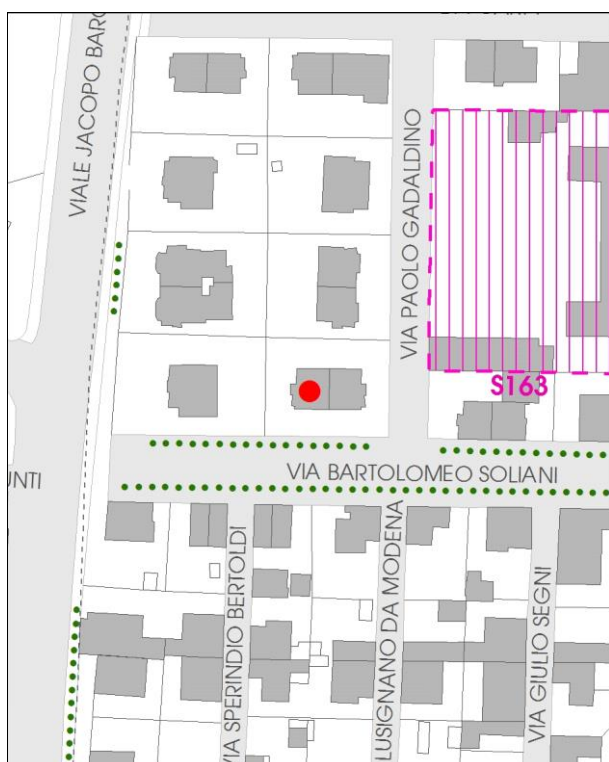 VIALE JACOPO BARO
VIA PAOLO GADALDINO
S163
UNTI
VIA BARTOLOMEO SOLIANI
VIA SPERINDIO BERTOLDI
LUSIGNANO DA MODENA
VIA GIULIO SEGNI